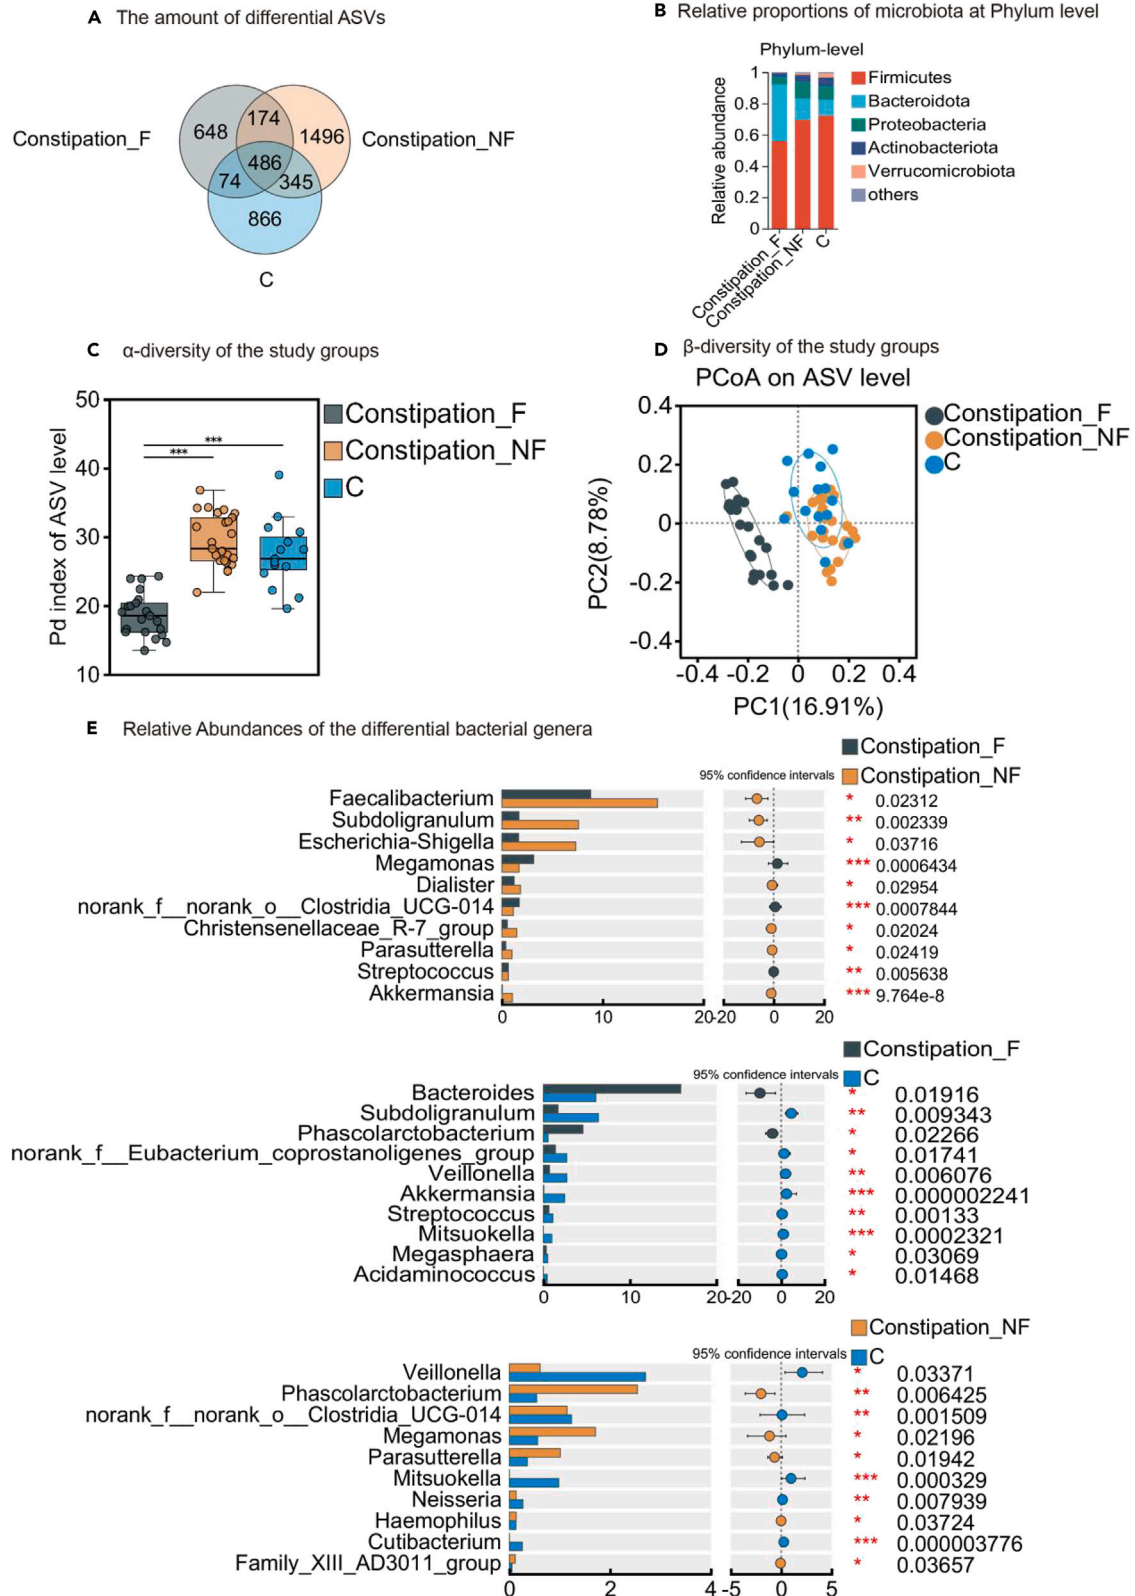 A The amount of differential ASVs
648
174
1496
486
74
345
866
Constipation_F
Constipation_NF
C
B Relative proportions of microbiota at Phylum level
Phylum-level
Relative abundance
1
0.8
0.6
0.4
0.2
0
Constipation_F
Constipation_NF
C
Firmicutes
Bacteroidota
Proteobacteria
Actinobacteriota
Verrucomicrobiota
others
C α-diversity of the study groups
Pd index of ASV level
50
40
30
20
10
***
***
Constipation_F
Constipation_NF
C
D β-diversity of the study groups
PCoA on ASV level
PC2(8.78%)
0.4
0.2
0
-0.2
-0.4
-0.4 -0.2 0 0.2 0.4
PC1(16.91%)
Constipation_F
Constipation_NF
C
E Relative Abundances of the differential bacterial genera
Constipation_F
95% confidence intervals Constipation_NF
Faecalibacterium * 0.02312
Subdoligranulum ** 0.002339
Escherichia-Shigella * 0.03716
Megamonas *** 0.0006434
Dialister * 0.02954
norank_f__norank_o__Clostridia_UCG-014 *** 0.0007844
Christensenellaceae_R-7_group * 0.02024
Parasutterella * 0.02419
Streptococcus ** 0.005638
Akkermansia *** 9.764e-8
0 10 20 -20 0 20
Constipation_F
95% confidence intervals C
Bacteroides * 0.01916
Subdoligranulum ** 0.009343
Phascolarctobacterium * 0.02266
norank_f__Eubacterium_coprostanoligenes_group * 0.01741
Veillonella ** 0.006076
Akkermansia *** 0.000002241
Streptococcus ** 0.00133
Mitsuokella *** 0.0002321
Megasphaera * 0.03069
Acidaminococcus * 0.01468
0 10 20 -20 0 20
Constipation_NF
95% confidence intervals C
Veillonella * 0.03371
Phascolarctobacterium ** 0.006425
norank_f__norank_o__Clostridia_UCG-014 ** 0.001509
Megamonas * 0.02196
Parasutterella * 0.01942
Mitsuokella *** 0.000329
Neisseria ** 0.007939
Haemophilus * 0.03724
Cutibacterium *** 0.000003776
Family_XIII_AD3011_group * 0.03657
0 2 4 -5 0 5